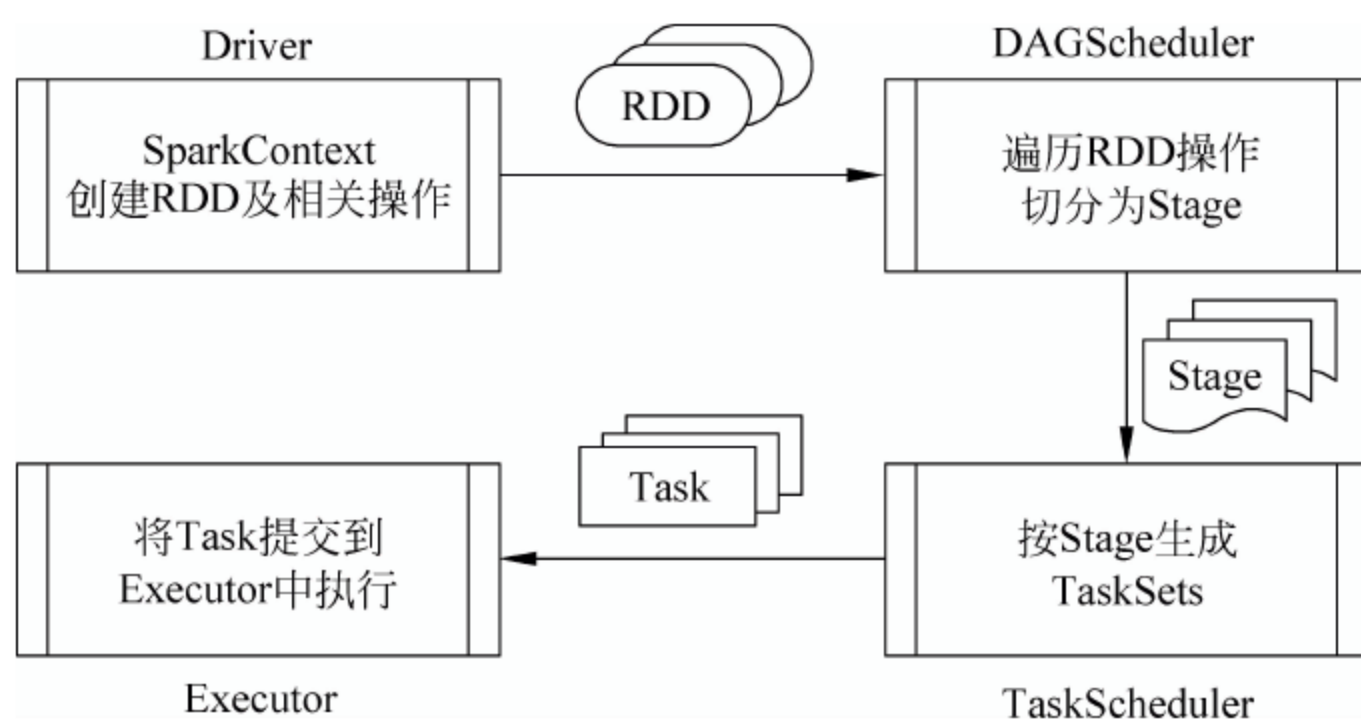 Driver
SparkContext
创建RDD及相关操作
RDD
DAGScheduler
遍历RDD操作
切分为Stage
Stage
按Stage生成
TaskSets
TaskScheduler
Task
将Task提交到
Executor中执行
Executor